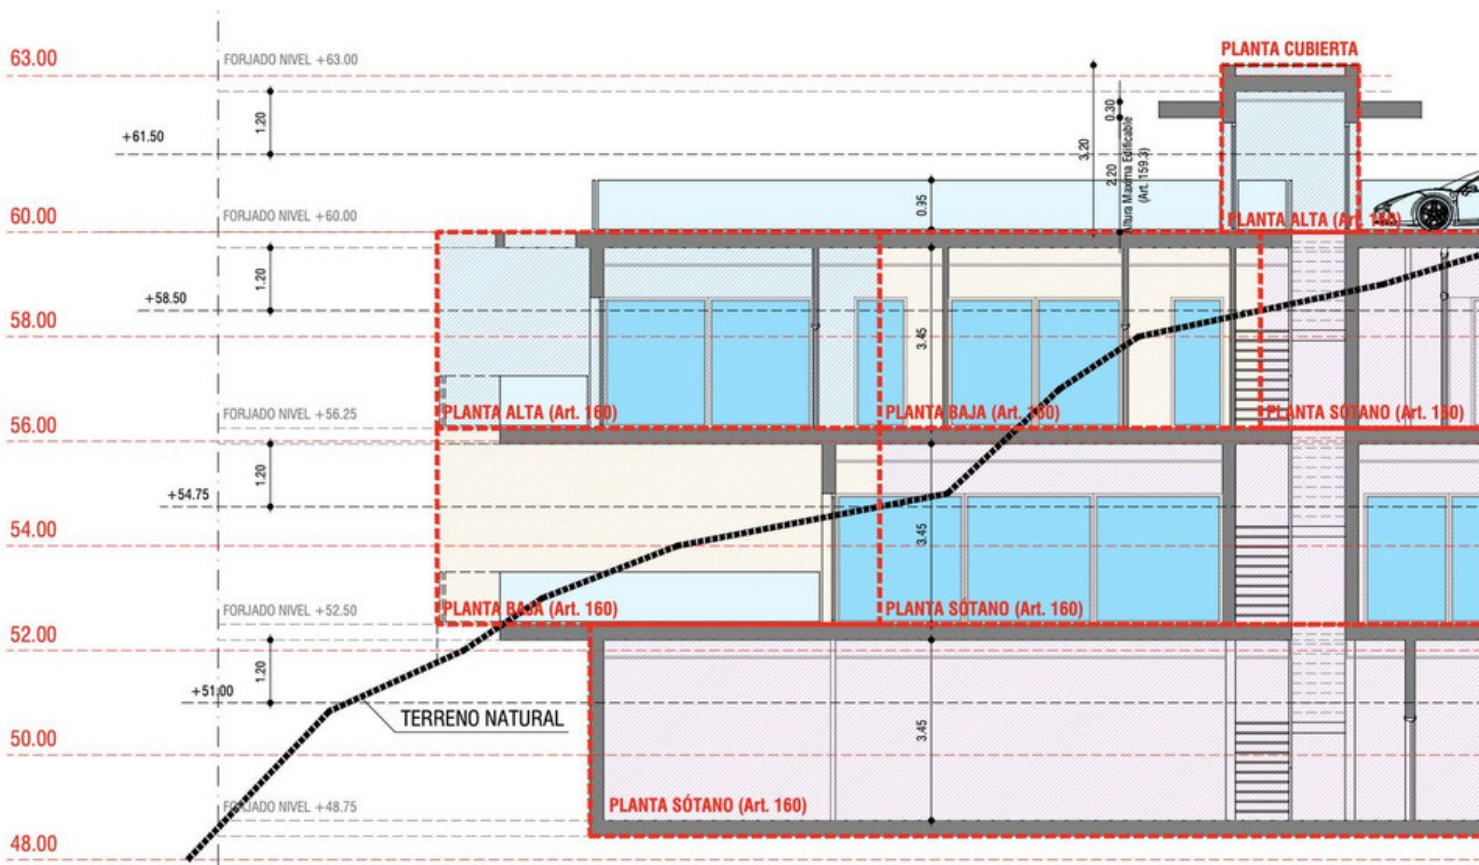 PLANTA CUBIERTA
63.00
FORJADO NIVEL +63.00
0.30
1.20
+61.50
3.20
2.20
Altura Maxima Edificable
(Art. 159.3)
0.95
60.00
FORJADO NIVEL +60.00
PLANTA ALTA (Art. 160)
1.20
+58.50
58.00
3.45
FORJADO NIVEL +56.25
PLANTA ALTA (Art. 160)
PLANTA BAJA (Art. 160)
PLANTA SÓTANO (Art. 160)
56.00
1.20
+54.75
54.00
3.45
FORJADO NIVEL +52.50
PLANTA BAJA (Art. 160)
PLANTA SÓTANO (Art. 160)
52.00
1.20
+51.00
TERRENO NATURAL
50.00
3.45
FORJADO NIVEL +48.75
PLANTA SÓTANO (Art. 160)
48.00